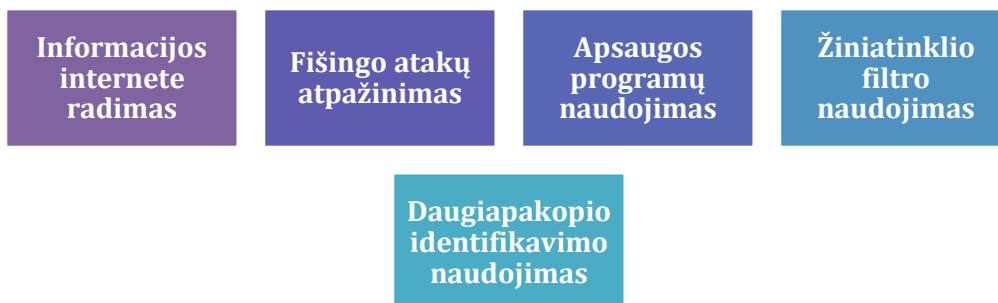 Informacijos
internete
radimas
Fišingo atakų
atpažinimas
Apsaugos
programų
naudojimas
Žiniatinklio
filtro
naudojimas
Daugiapakopio
identifikavimo
naudojimas